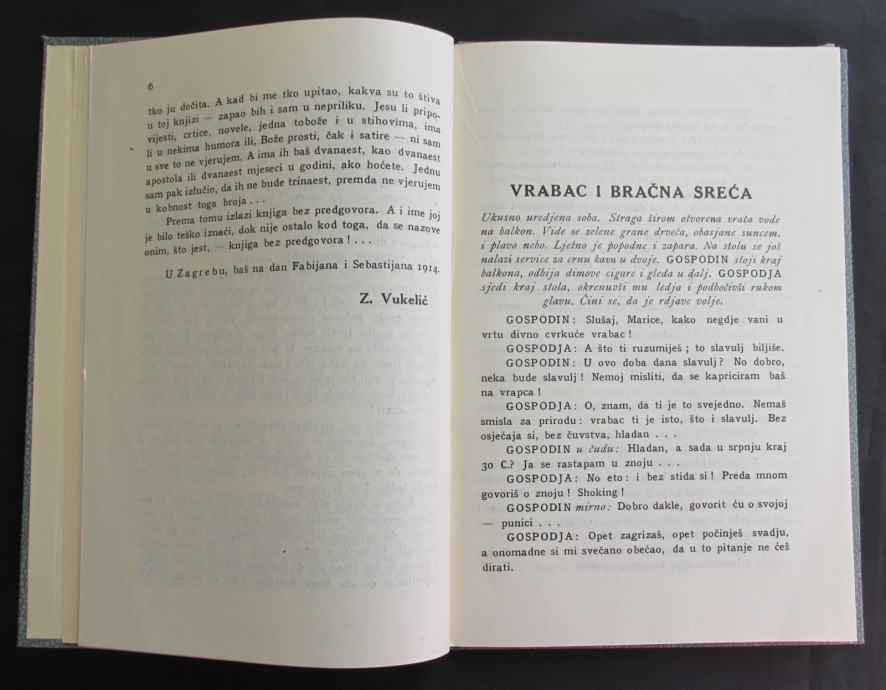 6
tko ju dočita. A kad bi me tko upitao, kakva su to štiva
u toj knjizi — zapao bih i sam u nepriliku. Jesu li pripo-
vijesti, crtice, novele, jedna tobože i u stihovima, ima
li u nekima humora ili, Bože prosti, čak i satire — ni sam
u sve to ne vjerujem. A ima ih baš dvanaest, kao dvanaest
apostola ili dvanaest mjeseci u godini, ako hoćete. Jednu
sam pak izlučio, da ih ne bude trinaest, premda ne vjerujem
u kobnost toga broja . . .
Prema tomu izlazi knjiga bez predgovora. A i ime joj
je bilo teško iznaći, dok nije ostalo kod toga, da se nazove
onim, što jest, — knjiga bez predgovora ! . . .
U Zagrebu, baš na dan Fabijana i Sebastijana 1914.
Z. Vukelić
VRABAC I BRAČNA SREĆA
Ukusno uredjena soba. Straga širom otvorena vrata vode
na balkon. Vide se zelene grane drveća, obasjane suncem,
i plavo nebo. Ljetno je popodne i zapara. Na stolu se još
nalazi service za crnu kavu u dvoje. GOSPODIN stoji kraj
balkona, odbija dimove cigare i gleda u dalj. GOSPODJA
sjedi kraj stola, okrenuvši mu ledja i podbočivši rukom
glavu. Čini se, da je rdjave volje.
GOSPODIN: Slušaj, Marice, kako negdje vani u
vrtu divno cvrkuće vrabac !
GOSPODJA: A što ti ruzumiješ ; to slavulj biljiše.
GOSPODIN: U ovo doba dana slavulj? No dobro,
neka bude slavulj ! Nemoj misliti, da se kapriciram baš
na vrapca !
GOSPODJA: O, znam, da ti je to svejedno. Nemaš
smisla za prirodu: vrabac ti je isto, što i slavulj. Bez
osjećaja si, bez čuvstva, hladan . . .
GOSPODIN u čudu: Hladan, a sada u srpnju kraj
30 C.? Ja se rastapam u znoju . . .
GOSPODJA: No eto: i bez stida si ! Preda mnom
govoriš o znoju ! Shoking !
GOSPODIN mirno: Dobro dakle, govorit ću o svojoj
— punici . . .
GOSPODJA: Opet zagrizaš, opet počinješ svadju,
a onomadne si mi svečano obećao, da u to pitanje ne ćeš
dirati.